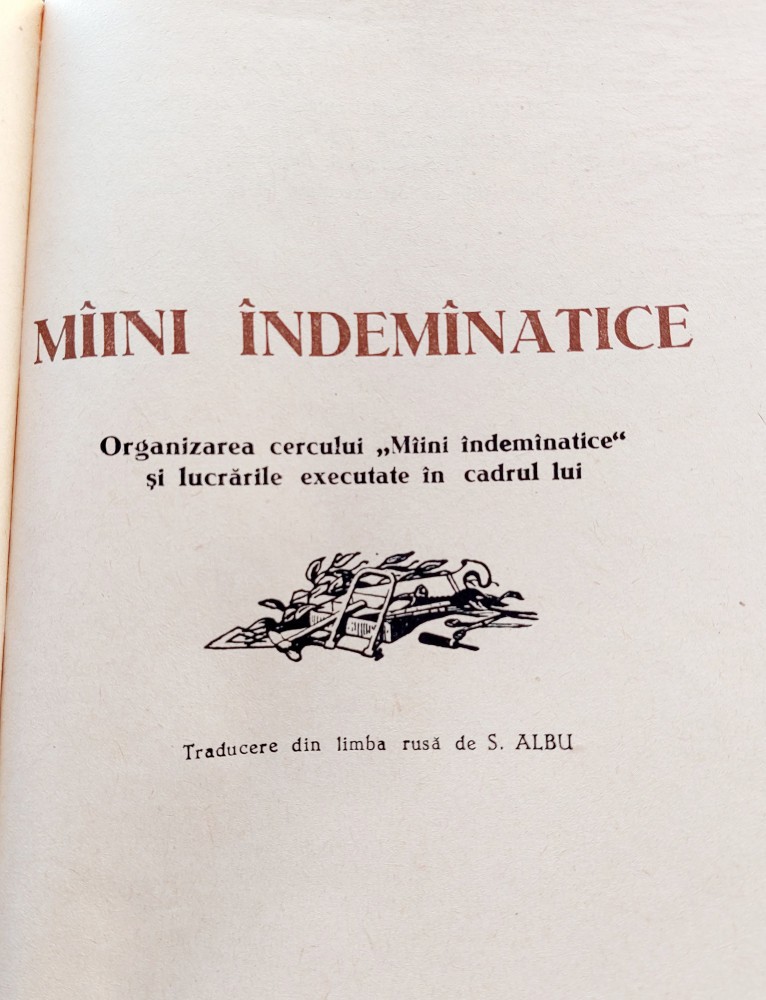 MÎINI ÎNDEMÎNATICE
Organizarea cercului „Mîini îndemînatice“
și lucrările executate în cadrul lui
Traducere din limba rusă de S. ALBU